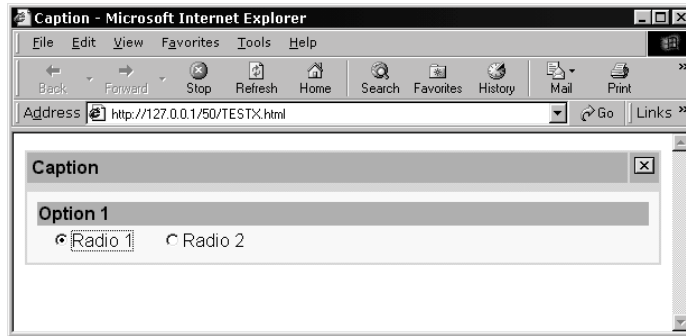 Caption - Microsoft Internet Explorer
File Edit View Favorites Tools Help
Back Forward Stop Refresh Home Search Favorites History Mail Print »
Address http://127.0.0.1/50/TESTX.html Go Links »
Caption
Option 1
Radio 1 Radio 2